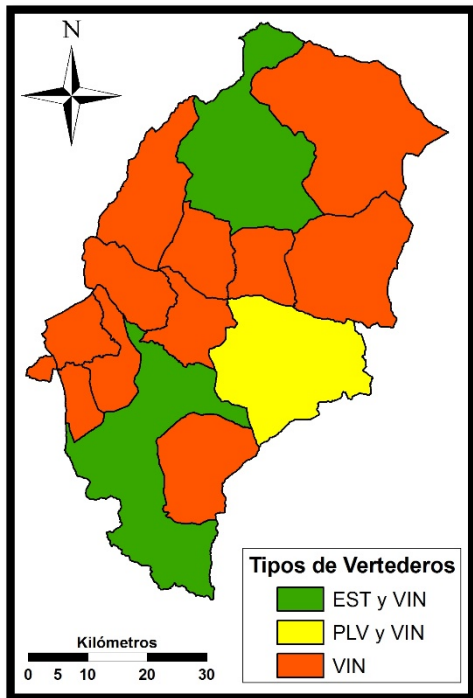 N
Tipos de Vertederos
EST y VIN
PLV y VIN
VIN
Kilómetros
0 5 10 20 30